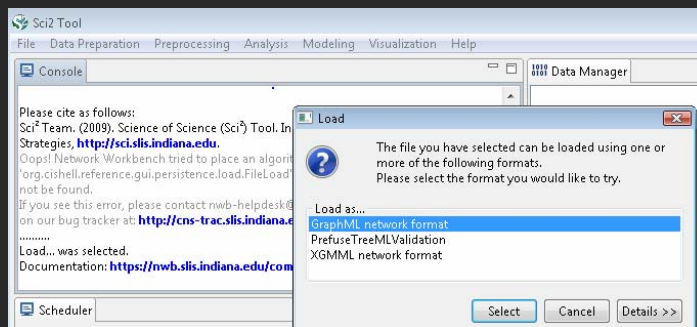 Sci2 Tool
File Data Preparation Preprocessing Analysis Modeling Visualization Help
Console
Data Manager
Please cite as follows:
Sci² Team. (2009). Science of Science (Sci²) Tool. In
Strategies, http://sci.slis.indiana.edu.
Oops! Network Workbench tried to place an algorit
'org.cishell.reference.gui.persistence.load.FileLoad'
not be found.
If you see this error, please contact nwb-helpdesk@
on our bug tracker at: http://cns-trac.slis.indiana.e
..........
Load... was selected.
Documentation: https://nwb.slis.indiana.edu/com
Scheduler
Load
The file you have selected can be loaded using one or
more of the following formats.
Please select the format you would like to try.
Load as...
GraphML network format
PrefuseTreeMLValidation
XGMML network format
Select Cancel Details >>